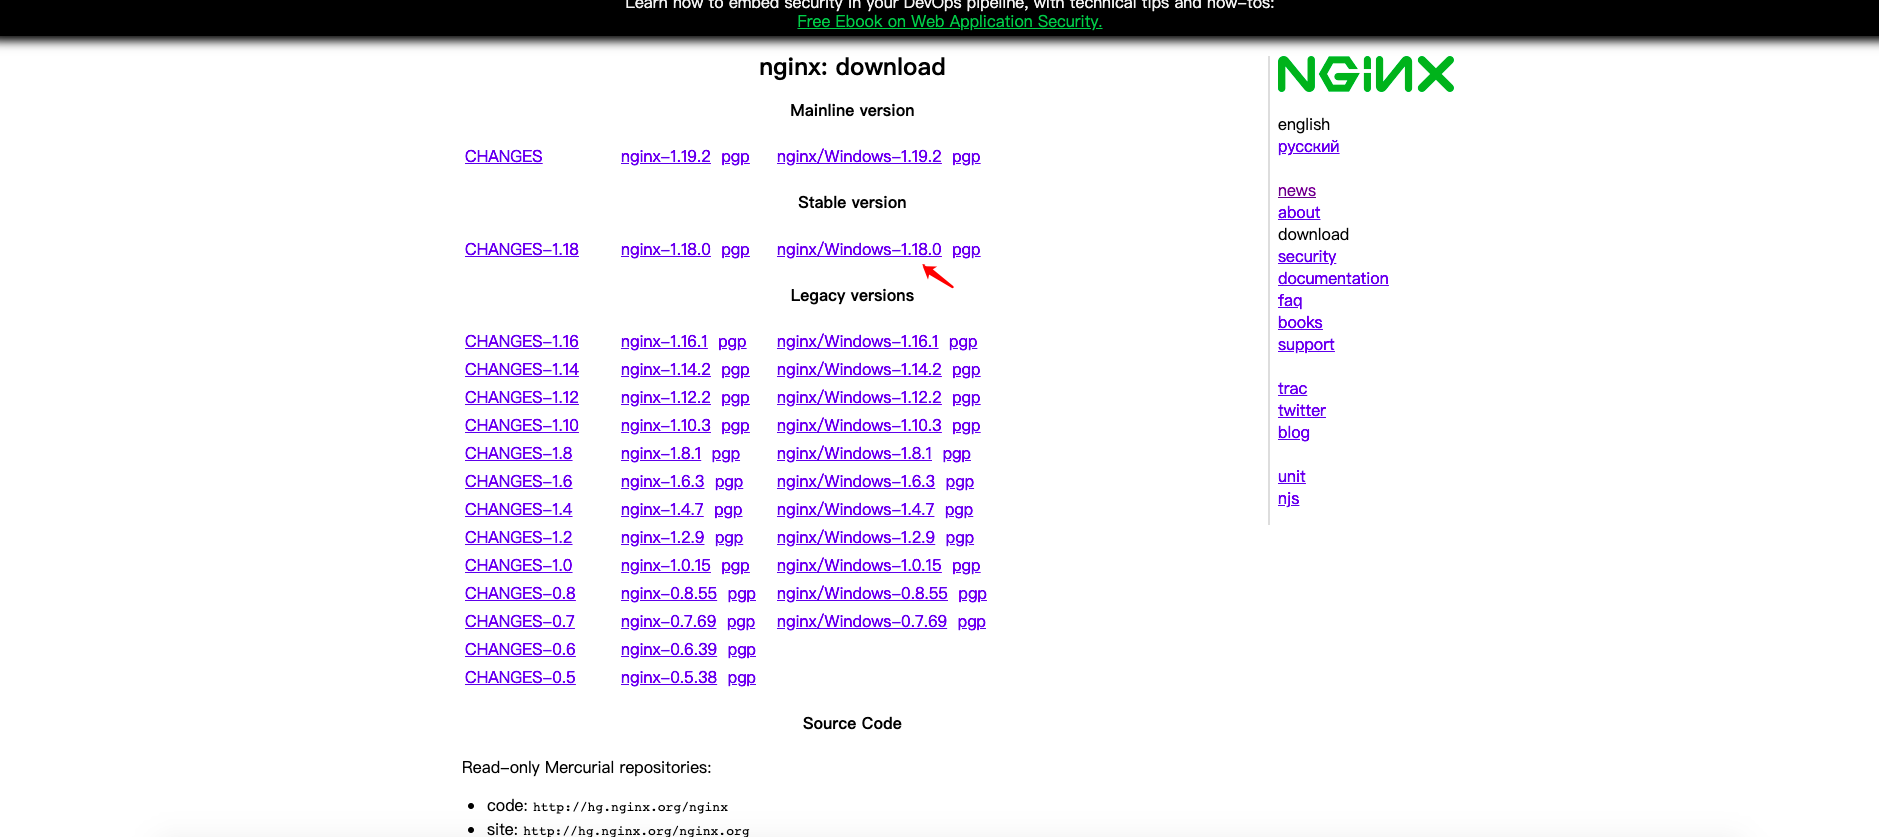 Learn how to embed security in your DevOps pipeline, with technical tips and how-tos:
Free Ebook on Web Application Security.
nginx: download
Mainline version
CHANGES nginx-1.19.2 pgp nginx/Windows-1.19.2 pgp
Stable version
CHANGES-1.18 nginx-1.18.0 pgp nginx/Windows-1.18.0 pgp
Legacy versions
CHANGES-1.16 nginx-1.16.1 pgp nginx/Windows-1.16.1 pgp
CHANGES-1.14 nginx-1.14.2 pgp nginx/Windows-1.14.2 pgp
CHANGES-1.12 nginx-1.12.2 pgp nginx/Windows-1.12.2 pgp
CHANGES-1.10 nginx-1.10.3 pgp nginx/Windows-1.10.3 pgp
CHANGES-1.8 nginx-1.8.1 pgp nginx/Windows-1.8.1 pgp
CHANGES-1.6 nginx-1.6.3 pgp nginx/Windows-1.6.3 pgp
CHANGES-1.4 nginx-1.4.7 pgp nginx/Windows-1.4.7 pgp
CHANGES-1.2 nginx-1.2.9 pgp nginx/Windows-1.2.9 pgp
CHANGES-1.0 nginx-1.0.15 pgp nginx/Windows-1.0.15 pgp
CHANGES-0.8 nginx-0.8.55 pgp nginx/Windows-0.8.55 pgp
CHANGES-0.7 nginx-0.7.69 pgp nginx/Windows-0.7.69 pgp
CHANGES-0.6 nginx-0.6.39 pgp
CHANGES-0.5 nginx-0.5.38 pgp
Source Code
Read-only Mercurial repositories:
• code: http://hg.nginx.org/nginx
• site: http://hg.nginx.org/nginx.org
NGINX
english
русский
news
about
download
security
documentation
faq
books
support
trac
twitter
blog
unit
njs